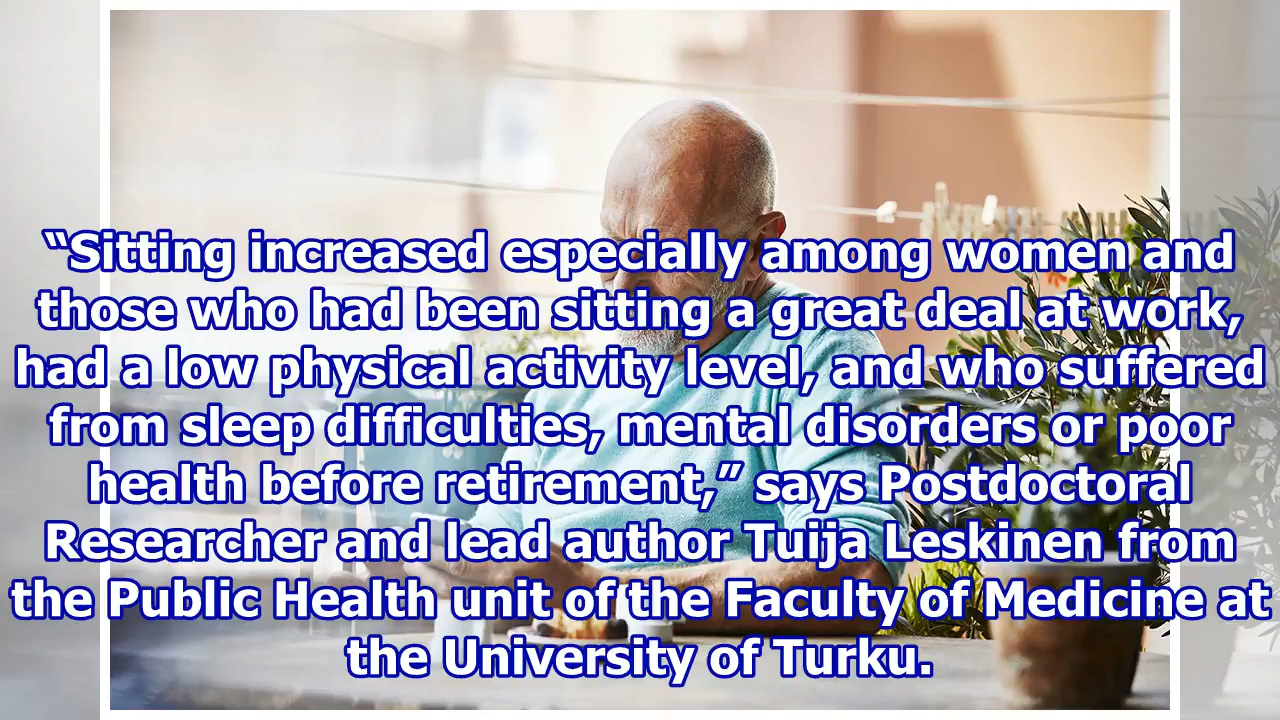 “Sitting increased especially among women and
those who had been sitting a great deal at work,
had a low physical activity level, and who suffered
from sleep difficulties, mental disorders or poor
health before retirement,” says Postdoctoral
Researcher and lead author Tuija Leskinen from
the Public Health unit of the Faculty of Medicine at
the University of Turku.